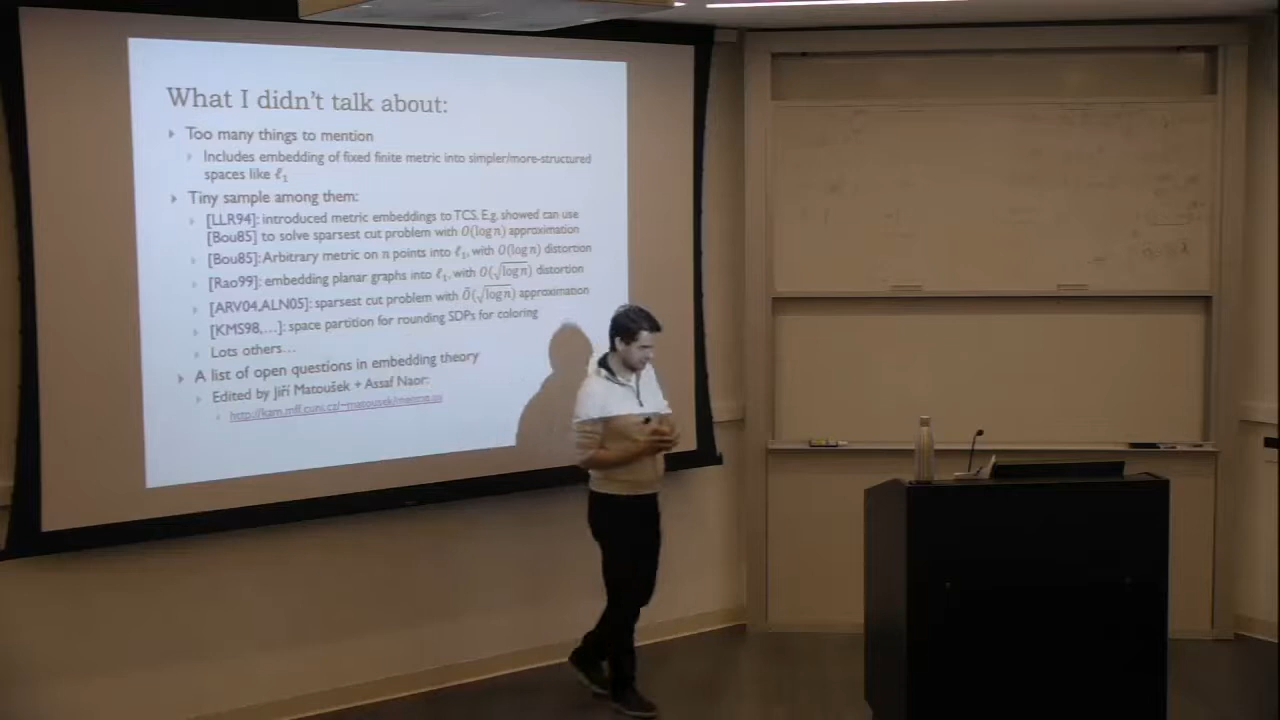 What I didn't talk about:
Too many things to mention
Includes embedding of fixed finite metric into simpler/more-structured
spaces like ℓ₁
Tiny sample among them:
[LLR94]: introduced metric embeddings to TCS. E.g. showed can use
[Bou85] to solve sparsest cut problem with O(log n) approximation
[Bou85]: Arbitrary metric on n points into ℓ₁, with O(log n) distortion
[Rao99]: embedding planar graphs into ℓ₁, with O(√log n) distortion
[ARV04,ALN05]: sparsest cut problem with Õ(√log n) approximation
[KMS98,…]: space partition for rounding SDPs for coloring
Lots others…
A list of open questions in embedding theory
Edited by Jiří Matoušek + Assaf Naor: